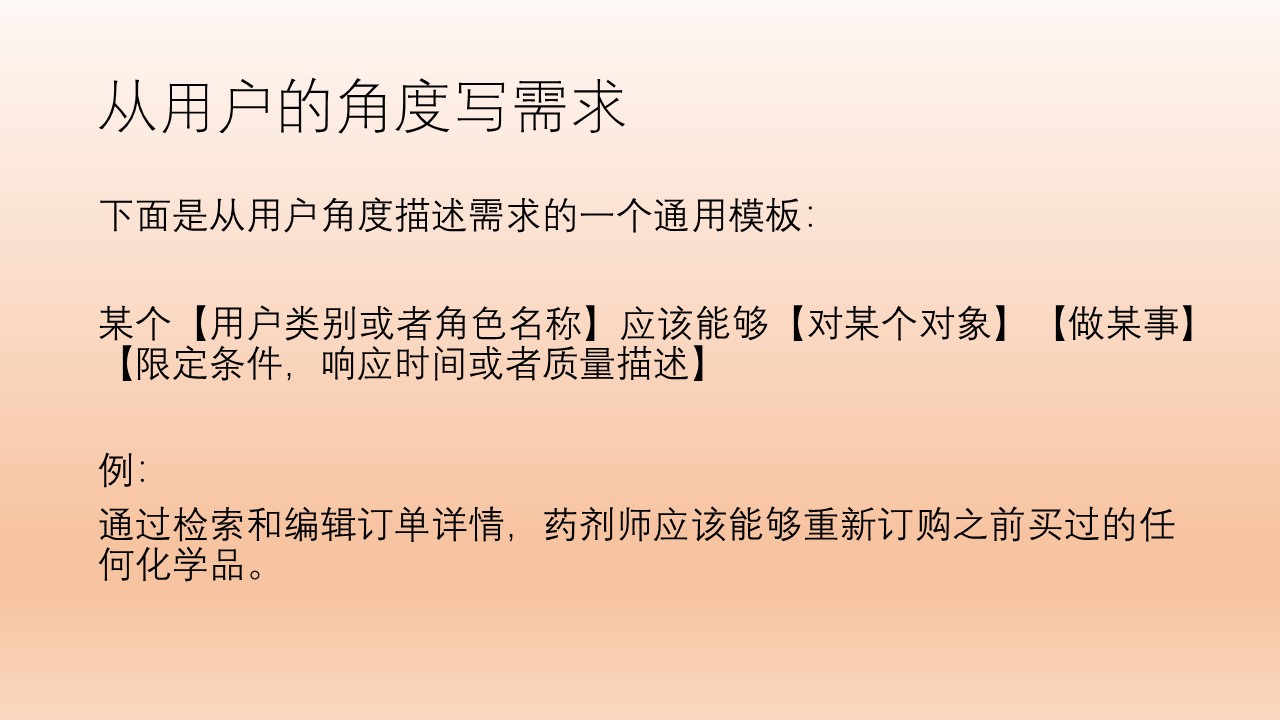 从用户的角度写需求
下面是从用户角度描述需求的一个通用模板：
某个【用户类别或者角色名称】应该能够【对某个对象】【做某事】
【限定条件，响应时间或者质量描述】
例：
通过检索和编辑订单详情，药剂师应该能够重新订购之前买过的任
何化学品。